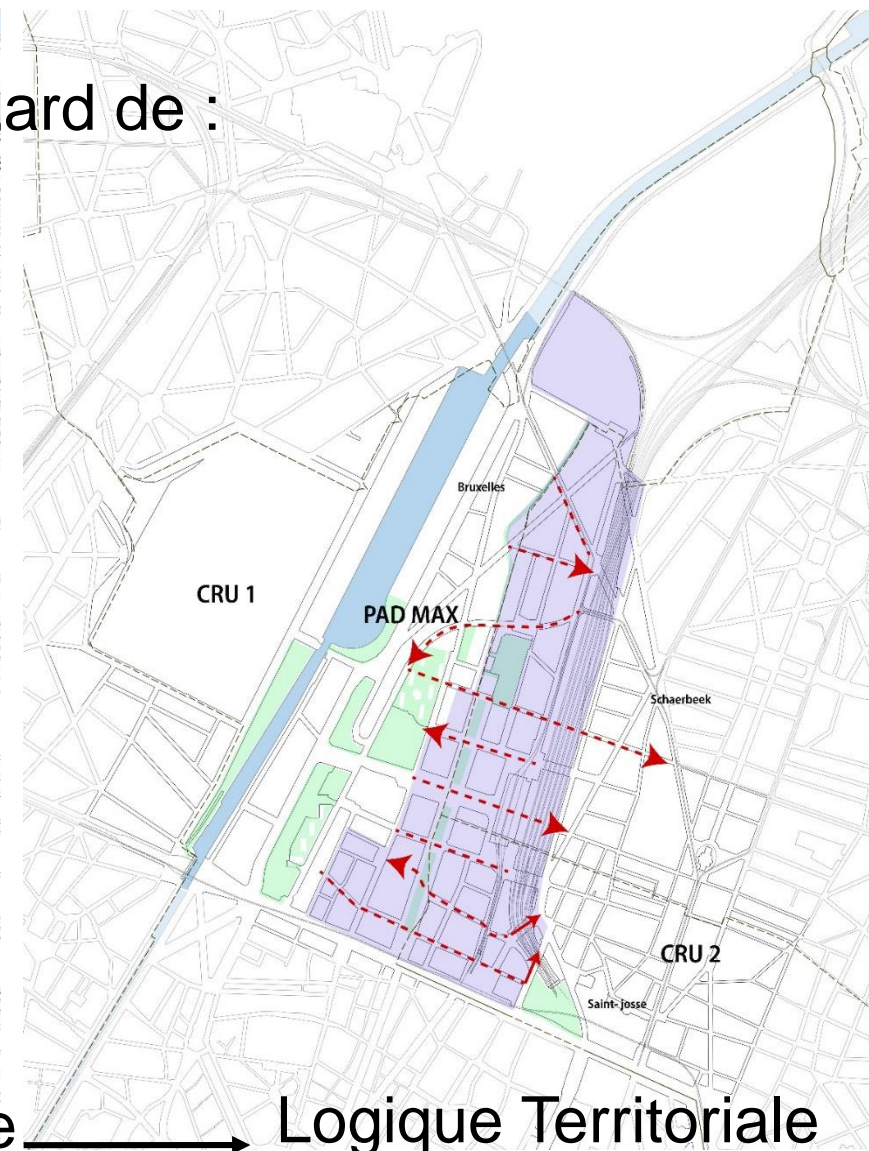 ard de :
Bruxelles
CRU 1
PAD MAX
Schaerbeek
CRU 2
Saint- josse
e
Logique Territoriale